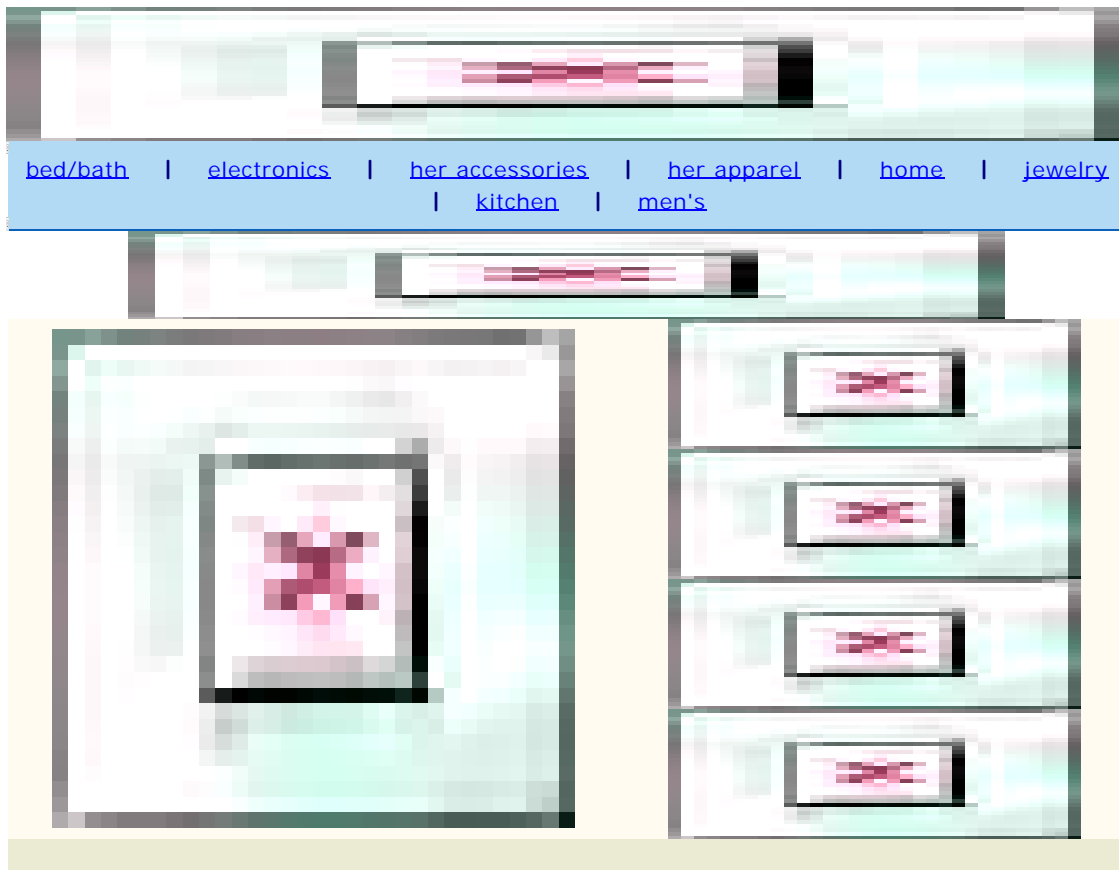 bed/bath | electronics | her accessories | her apparel | home | jewelry
| kitchen | men's